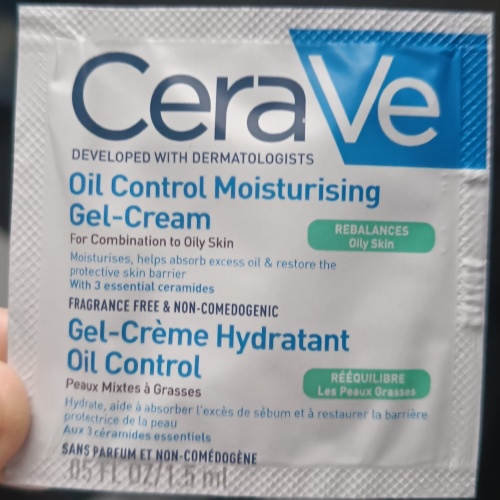 CeraVe
DEVELOPED WITH DERMATOLOGISTS
Oil Control Moisturising
Gel-Cream
REBALANCES
Oily Skin
For Combination to Oily Skin
Moisturises, helps absorb excess oil & restore the
protective skin barrier
With 3 essential ceramides
FRAGRANCE FREE & NON-COMEDOGENIC
Gel-Crème Hydratant
Oil Control
RÉÉQUILIBRE
Les Peaux Grasses
Peaux Mixtes à Grasses
Hydrate, aide à absorber l'excès de sébum et à restaurer la barrière
protectrice de la peau
Aux 3 céramides essentiels
SANS PARFUM ET NON-COMÉDOGÈNE
05 FL OZ/1.5 ml